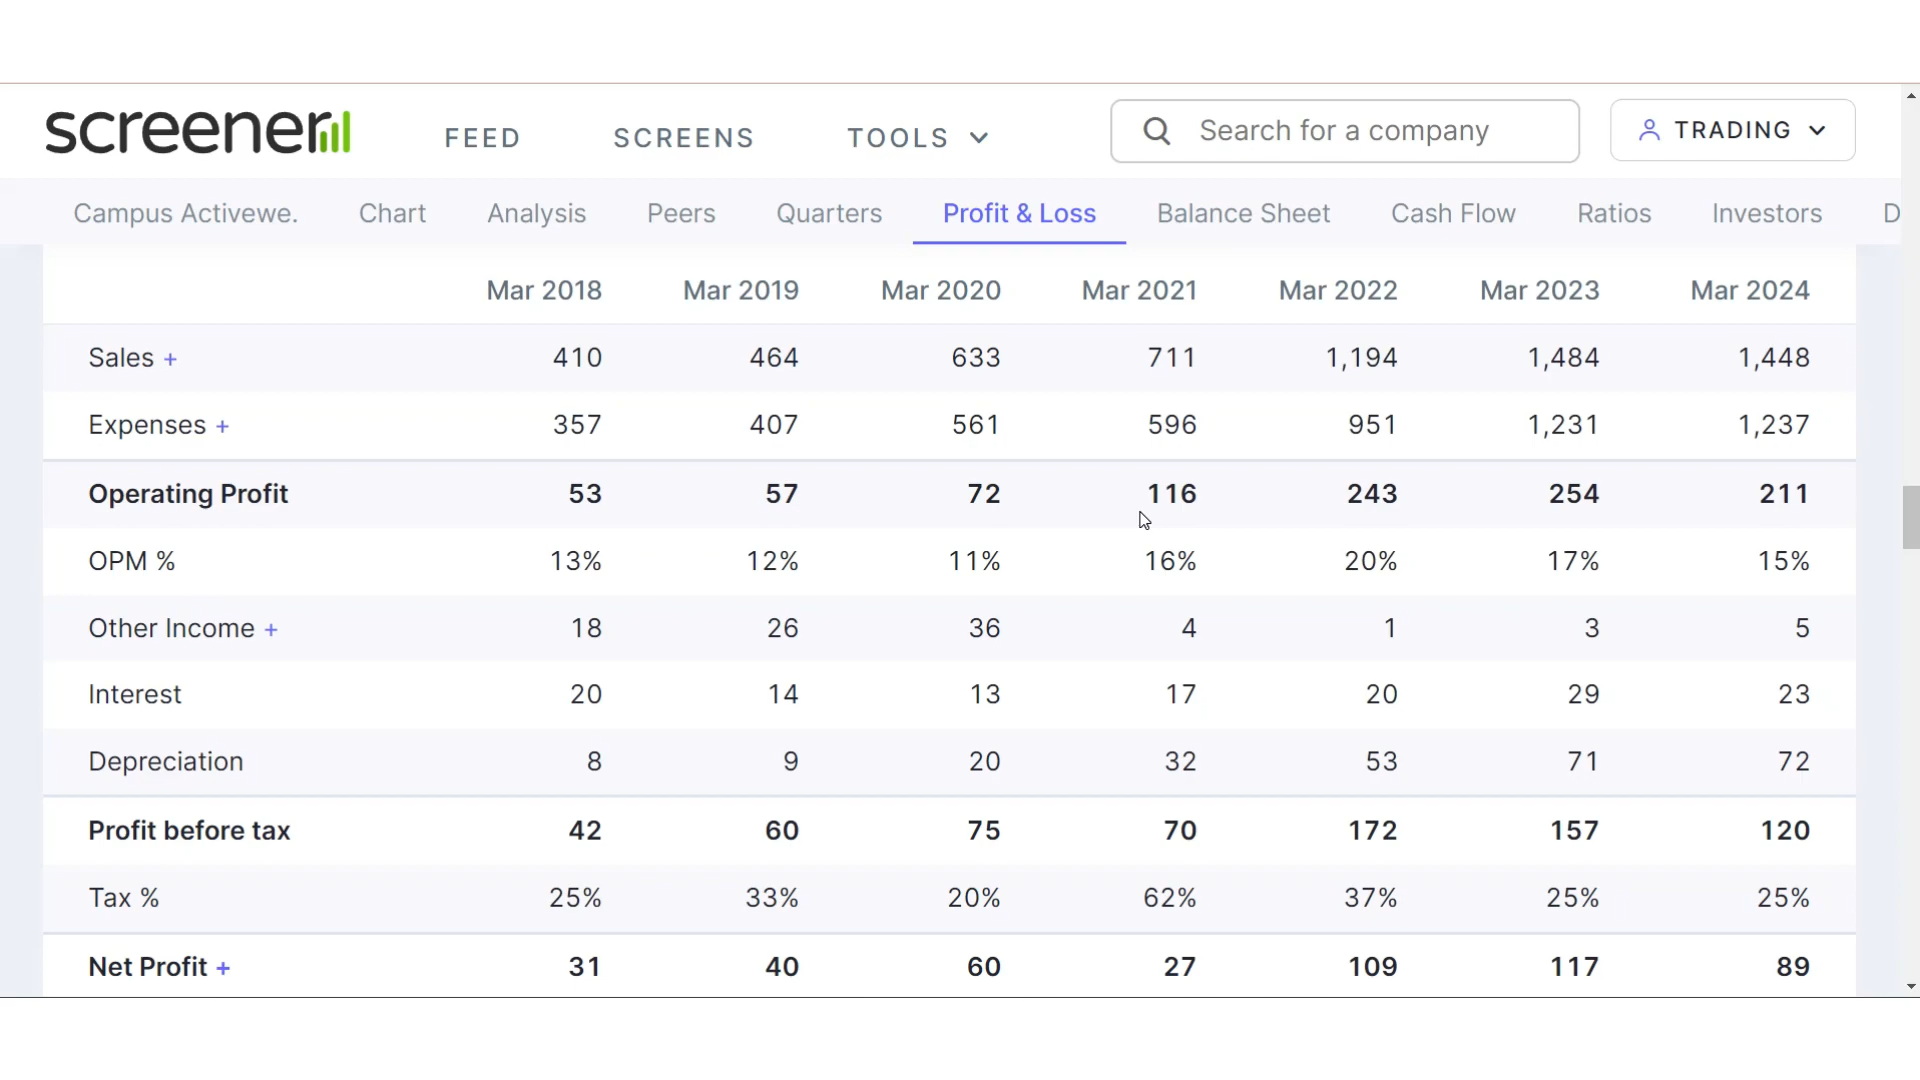 screener FEED SCREENS TOOLS Search for a company TRADING
Campus Activewe. Chart Analysis Peers Quarters Profit & Loss Balance Sheet Cash Flow Ratios Investors D
Mar 2018 Mar 2019 Mar 2020 Mar 2021 Mar 2022 Mar 2023 Mar 2024
Sales + 410 464 633 711 1,194 1,484 1,448
Expenses + 357 407 561 596 951 1,231 1,237
Operating Profit 53 57 72 116 243 254 211
OPM % 13% 12% 11% 16% 20% 17% 15%
Other Income + 18 26 36 4 1 3 5
Interest 20 14 13 17 20 29 23
Depreciation 8 9 20 32 53 71 72
Profit before tax 42 60 75 70 172 157 120
Tax % 25% 33% 20% 62% 37% 25% 25%
Net Profit + 31 40 60 27 109 117 89